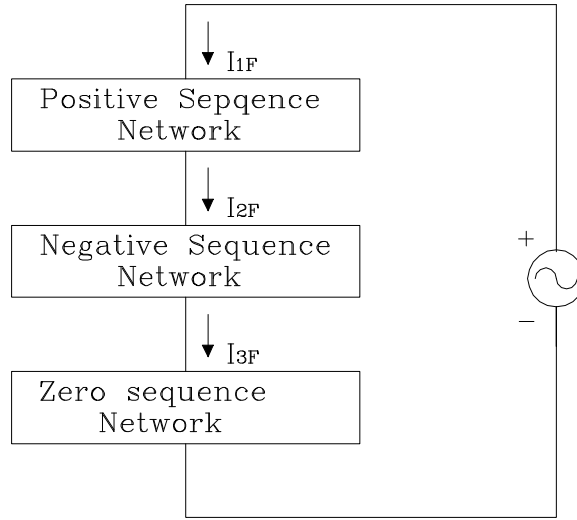 I1F
Positive Sepqence
Network
I2F
Negative Sequence
Network
+
−
I3F
Zero sequence
Network